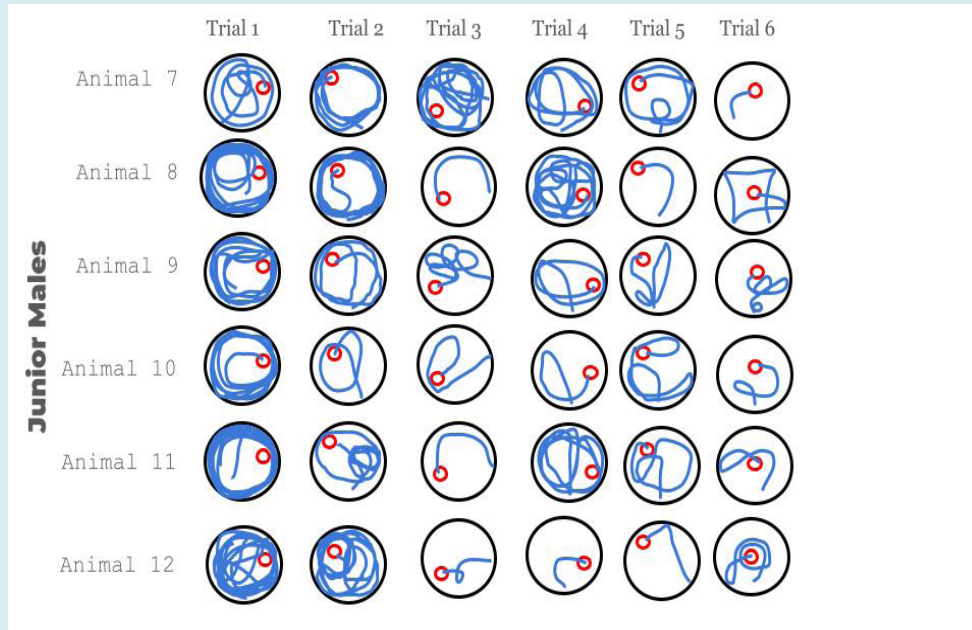 Trial 1 Trial 2 Trial 3 Trial 4 Trial 5 Trial 6
Animal 7
Animal 8
Animal 9
Animal 10
Animal 11
Animal 12
Junior Males